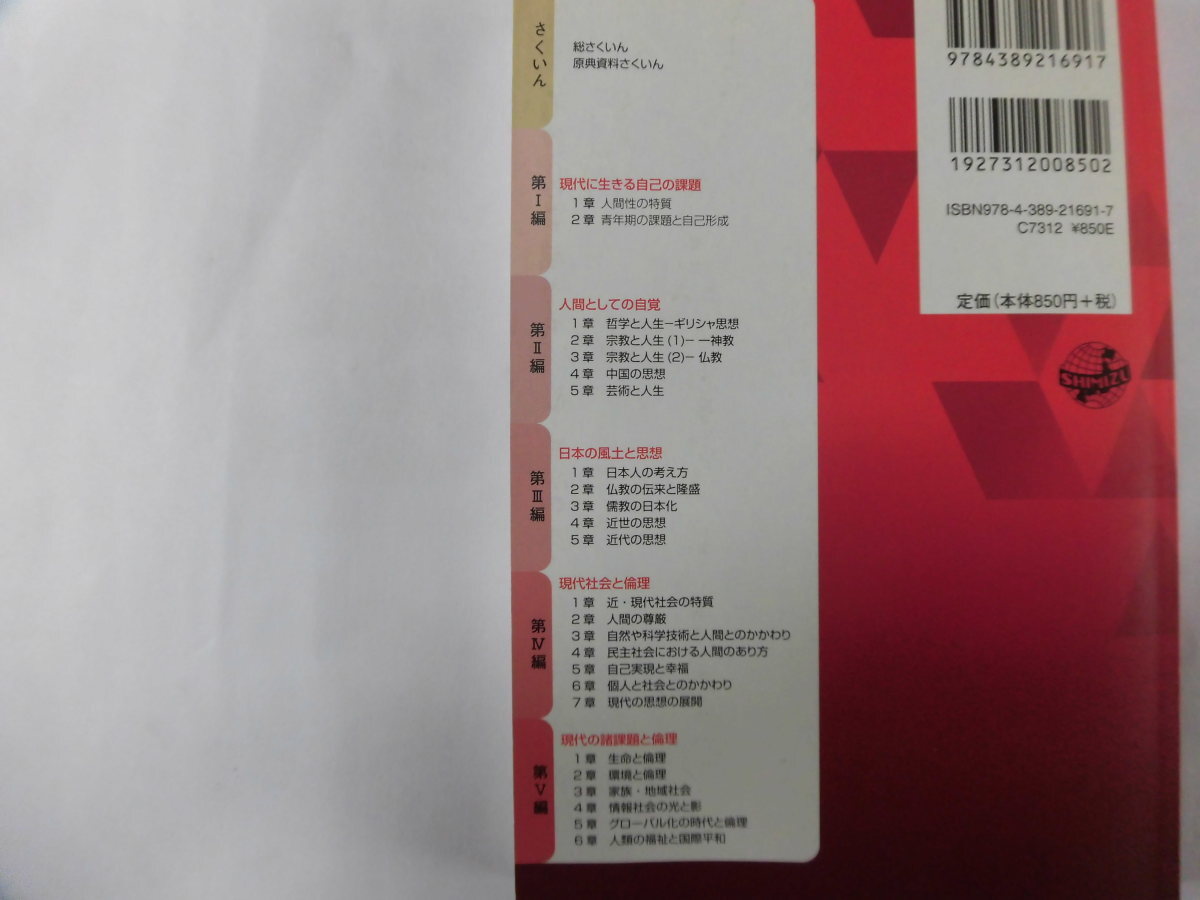 さくいん
総さくいん
原典資料さくいん
第Ⅰ編
現代に生きる自己の課題
1章 人間性の特質
2章 青年期の課題と自己形成
第Ⅱ編
人間としての自覚
1章 哲学と人生−ギリシャ思想
2章 宗教と人生(1)− 一神教
3章 宗教と人生(2)− 仏教
4章 中国の思想
5章 芸術と人生
第Ⅲ編
日本の風土と思想
1章 日本人の考え方
2章 仏教の伝来と隆盛
3章 儒教の日本化
4章 近世の思想
5章 近代の思想
第Ⅳ編
現代社会と倫理
1章 近・現代社会の特質
2章 人間の尊厳
3章 自然や科学技術と人間とのかかわり
4章 民主社会における人間のあり方
5章 自己実現と幸福
6章 個人と社会とのかかわり
7章 現代の思想の展開
第Ⅴ編
現代の諸課題と倫理
1章 生命と倫理
2章 環境と倫理
3章 家族・地域社会
4章 情報社会の光と影
5章 グローバル化の時代と倫理
6章 人類の福祉と国際平和
9784389216917
1927312008502
ISBN978-4-389-21691-7
C7312 ¥850E
定価(本体850円+税)
SHIMIZU